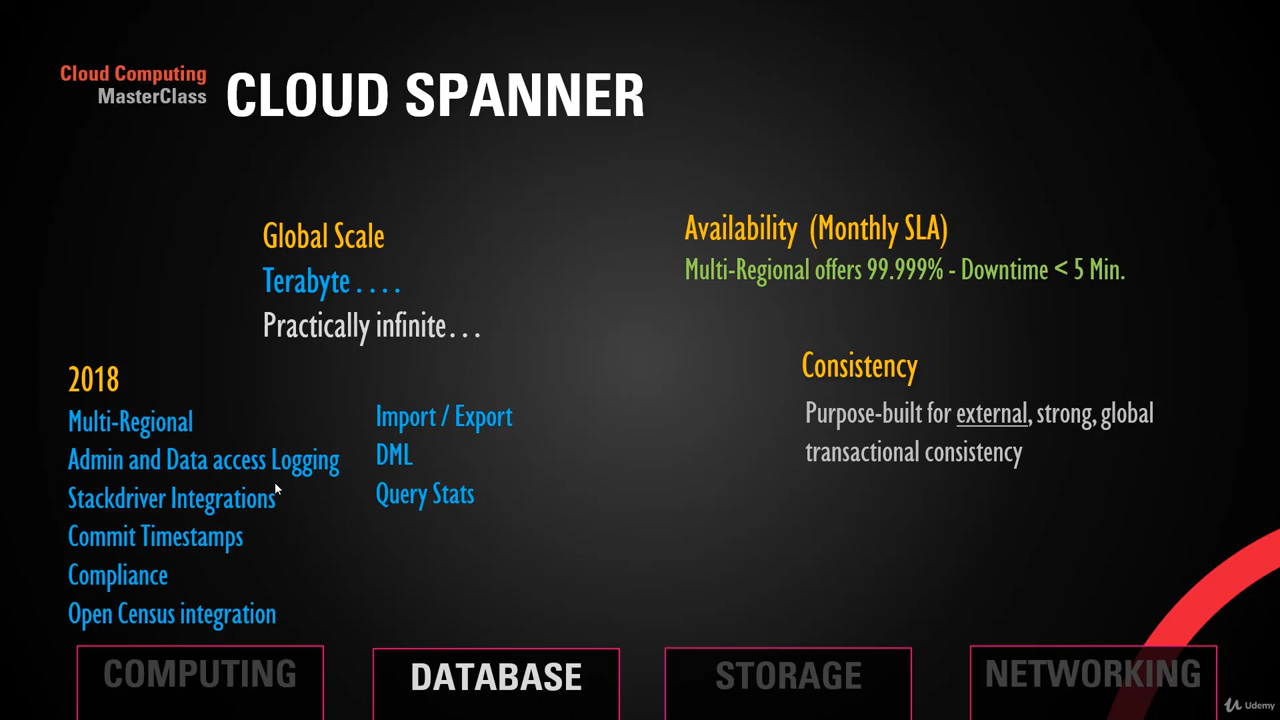 Cloud Computing
MasterClass
CLOUD SPANNER
Global Scale
Terabyte . . . .
Practically infinite . . .
Availability (Monthly SLA)
Multi-Regional offers 99.999% - Downtime < 5 Min.
2018
Multi-Regional
Admin and Data access Logging
Stackdriver Integrations
Commit Timestamps
Compliance
Open Census integration
Import / Export
DML
Query Stats
Consistency
Purpose-built for external, strong, global
transactional consistency
COMPUTING
DATABASE
STORAGE
NETWORKING
Udemy